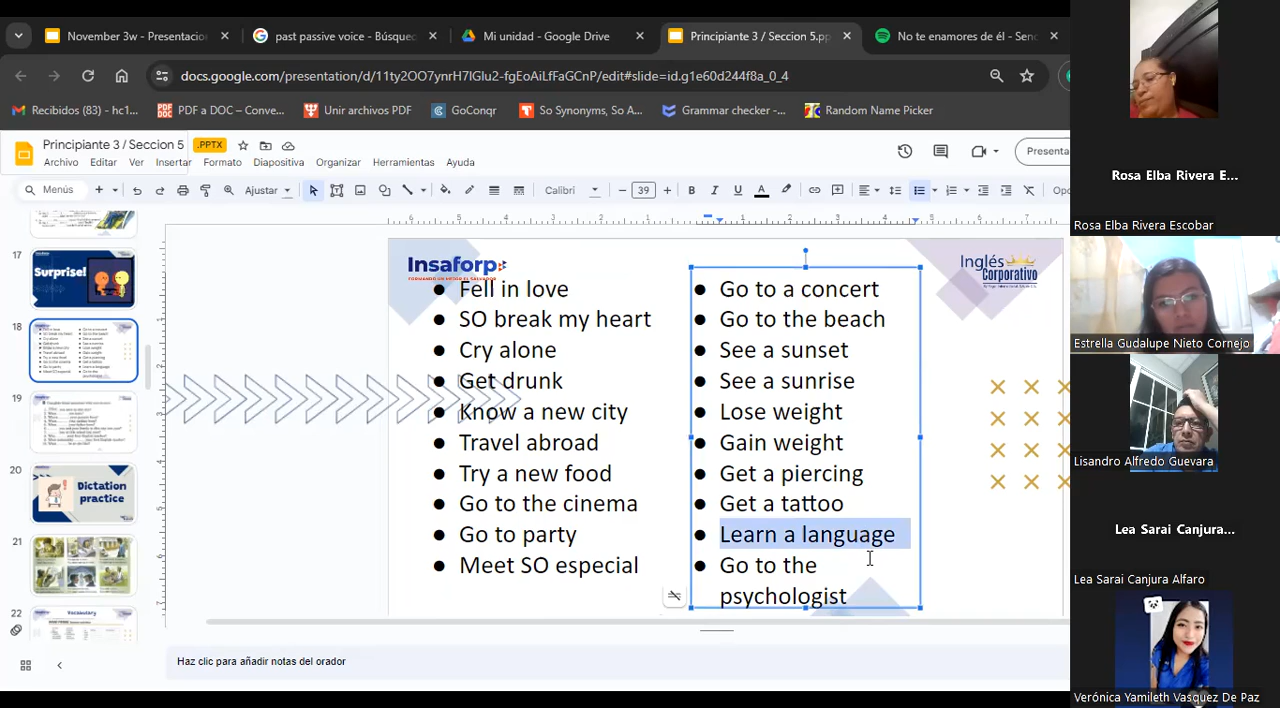 November 3w - Presentacio
past passive voice - Búsque
Mi unidad - Google Drive
Principiante 3 / Seccion 5.pp
No te enamores de él - Senc
docs.google.com/presentation/d/11ty2OO7ynrH7IGlu2-fgEoAiLfFaGCnP/edit#slide=id.g1e60d244f8a_0_4
Recibidos (83) - hc1...
PDF a DOC – Conve...
Unir archivos PDF
GoConqr
So Synonyms, So A...
Grammar checker -...
Random Name Picker
Principiante 3 / Seccion 5
.PPTX
Archivo Editar Ver Insertar Formato Diapositiva Organizar Herramientas Ayuda
Presenta
Menús
Ajustar
Calibri
39
Opc
17
Surprise!
18
19
20
Dictation
practice
21
22
Vocabulary
Insaforp
FORMANDO UN MEJOR EL SALVADOR
Inglés
Corporativo
Fell in love
SO break my heart
Cry alone
Get drunk
Know a new city
Travel abroad
Try a new food
Go to the cinema
Go to party
Meet SO especial
Go to a concert
Go to the beach
See a sunset
See a sunrise
Lose weight
Gain weight
Get a piercing
Get a tattoo
Learn a language
Go to the
psychologist
Haz clic para añadir notas del orador
Rosa Elba Rivera E...
Rosa Elba Rivera Escobar
Estrella Gudalupe Nieto Cornejo
Lisandro Alfredo Guevara
Lea Sarai Canjura...
Lea Sarai Canjura Alfaro
Verónica Yamileth Vasquez De Paz